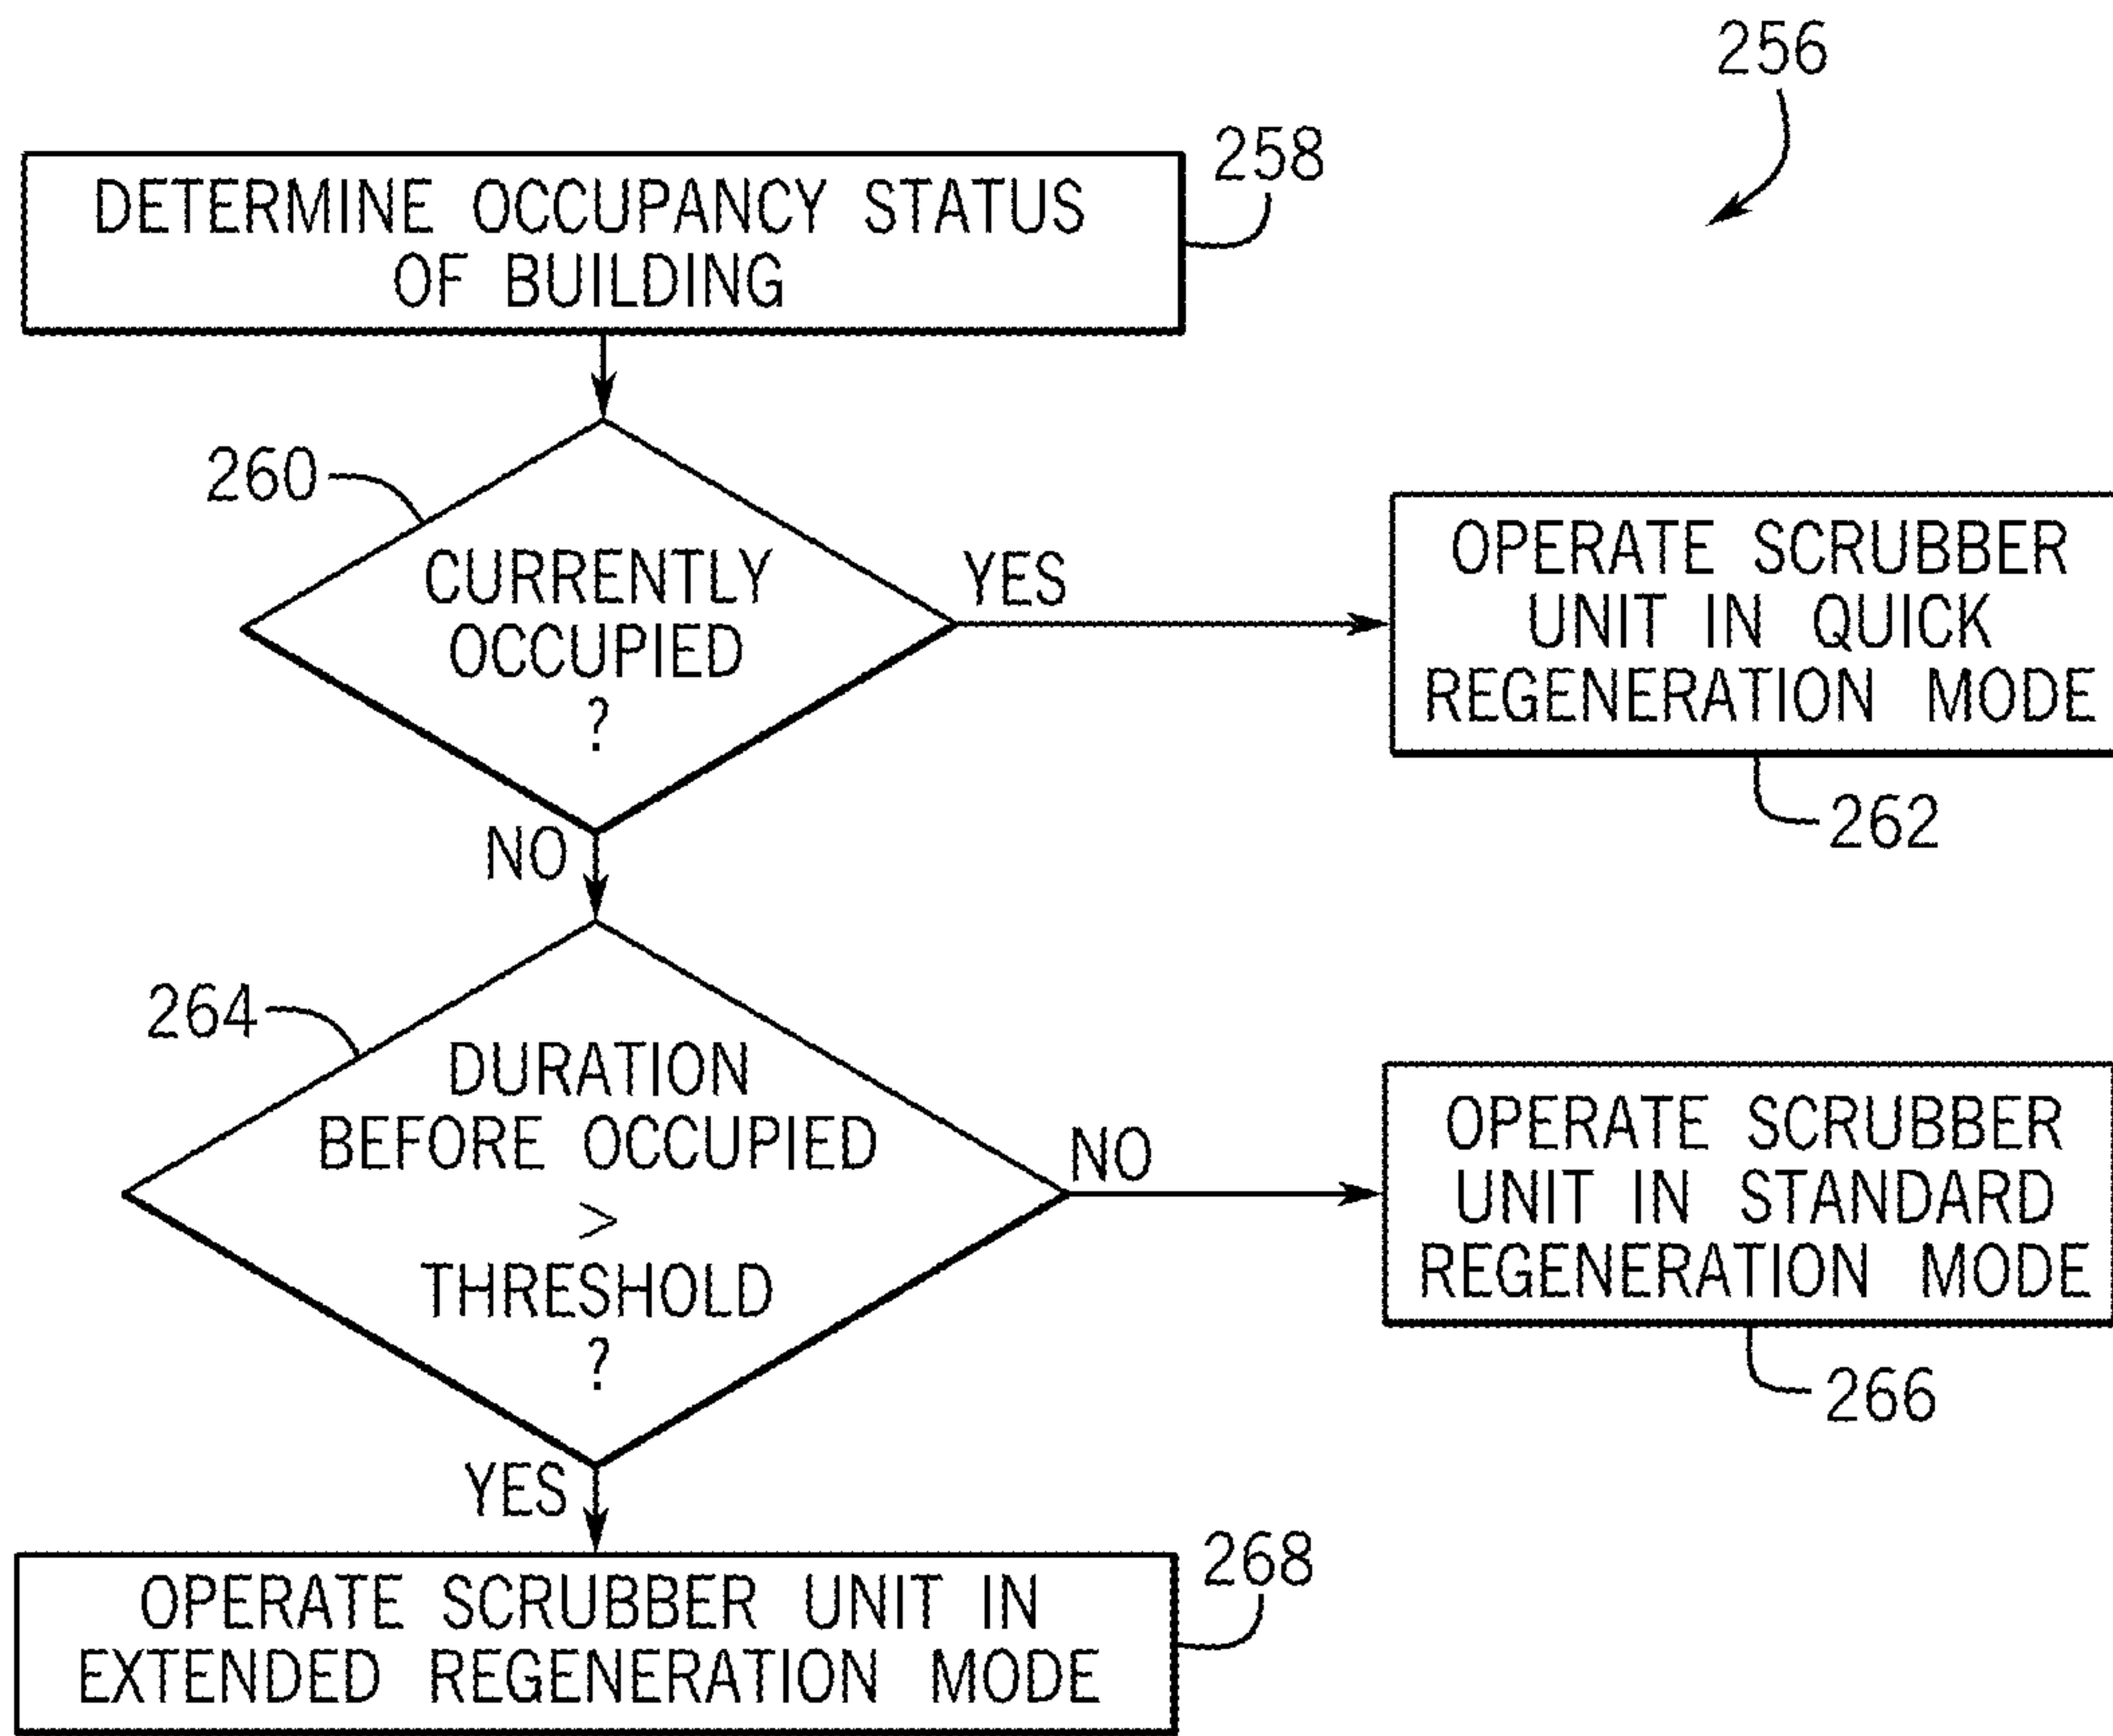 256
258
DETERMINE OCCUPANCY STATUS
OF BUILDING
260
CURRENTLY
OCCUPIED
?
YES
OPERATE SCRUBBER
UNIT IN QUICK
REGENERATION MODE
262
NO
264
DURATION
BEFORE OCCUPIED
>
THRESHOLD
?
NO
OPERATE SCRUBBER
UNIT IN STANDARD
REGENERATION MODE
266
YES
268
OPERATE SCRUBBER UNIT IN
EXTENDED REGENERATION MODE